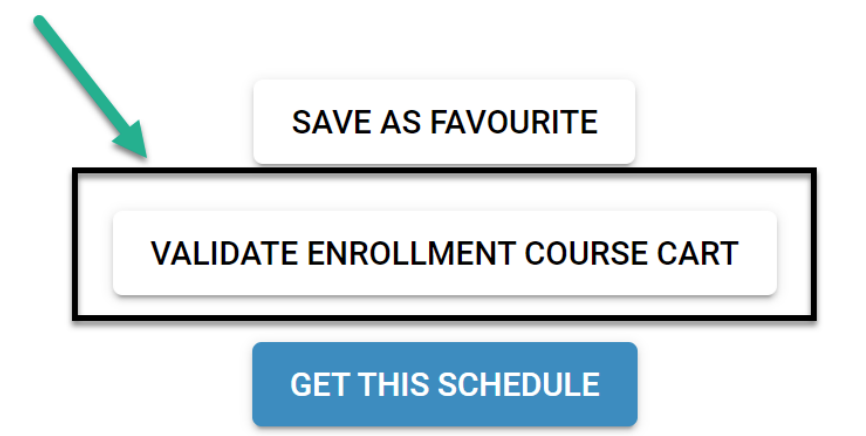 SAVE AS FAVOURITE
VALIDATE ENROLLMENT COURSE CART
GET THIS SCHEDULE